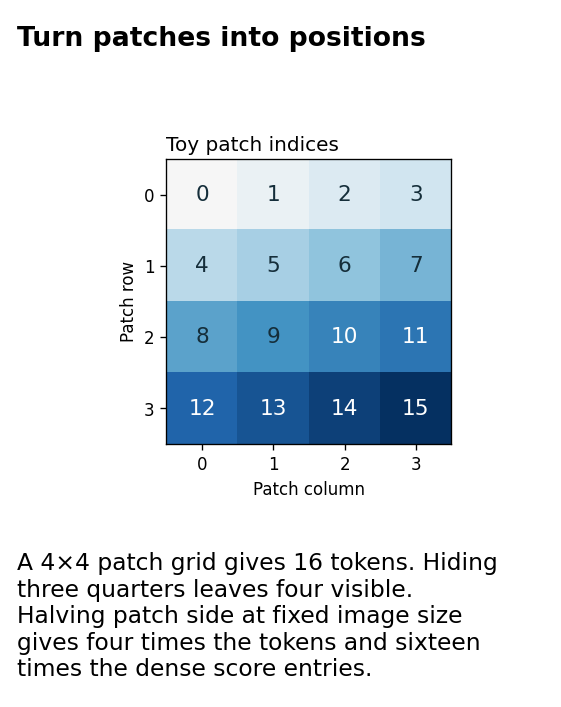 Turn patches into positions
Toy patch indices
0 0 1 2 3
1 4 5 6 7
2 8 9 10 11
3 12 13 14 15
Patch row
0 1 2 3
Patch column
A 4×4 patch grid gives 16 tokens. Hiding
three quarters leaves four visible.
Halving patch side at fixed image size
gives four times the tokens and sixteen
times the dense score entries.